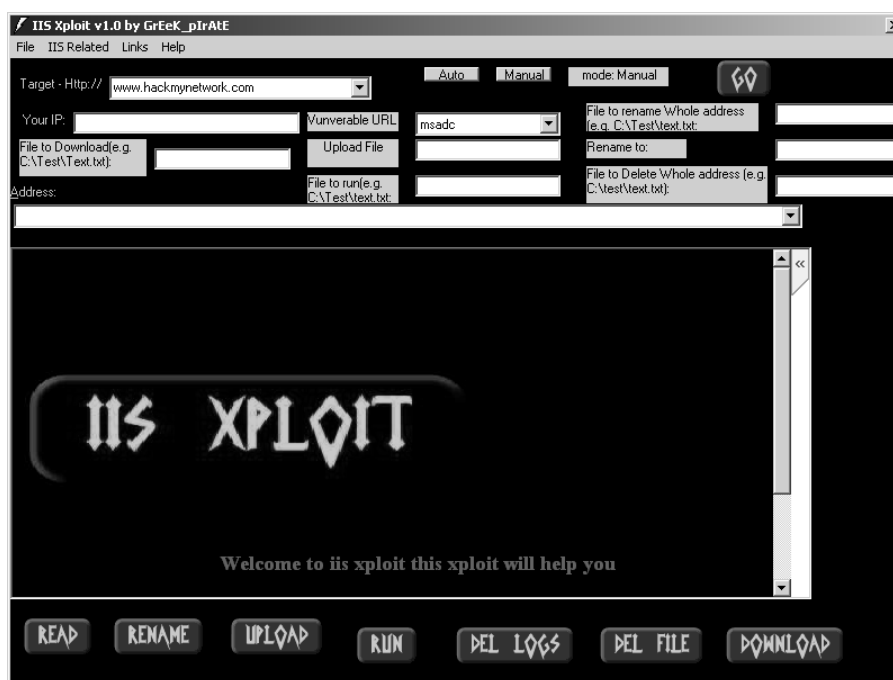 IIS Xploit v1.0 by GrEeK_pIrAtE
File IIS Related Links Help
Target - Http:// www.hackmynetwork.com Auto Manual mode: Manual GO
Your IP: Vunverable URL msadc File to rename Whole address
(e.g. C:\Test\text.txt:
File to Download(e.g.
C:\Test\Text.txt):
Upload File Rename to:
Address:
File to run(e.g.
C:\Test\text.txt:
File to Delete Whole address (e.g.
C:\test\text.txt):
IIS XPLOIT
Welcome to iis xploit this xploit will help you
READ RENAME UPLOAD RUN DEL LOGS DEL FILE DOWNLOAD